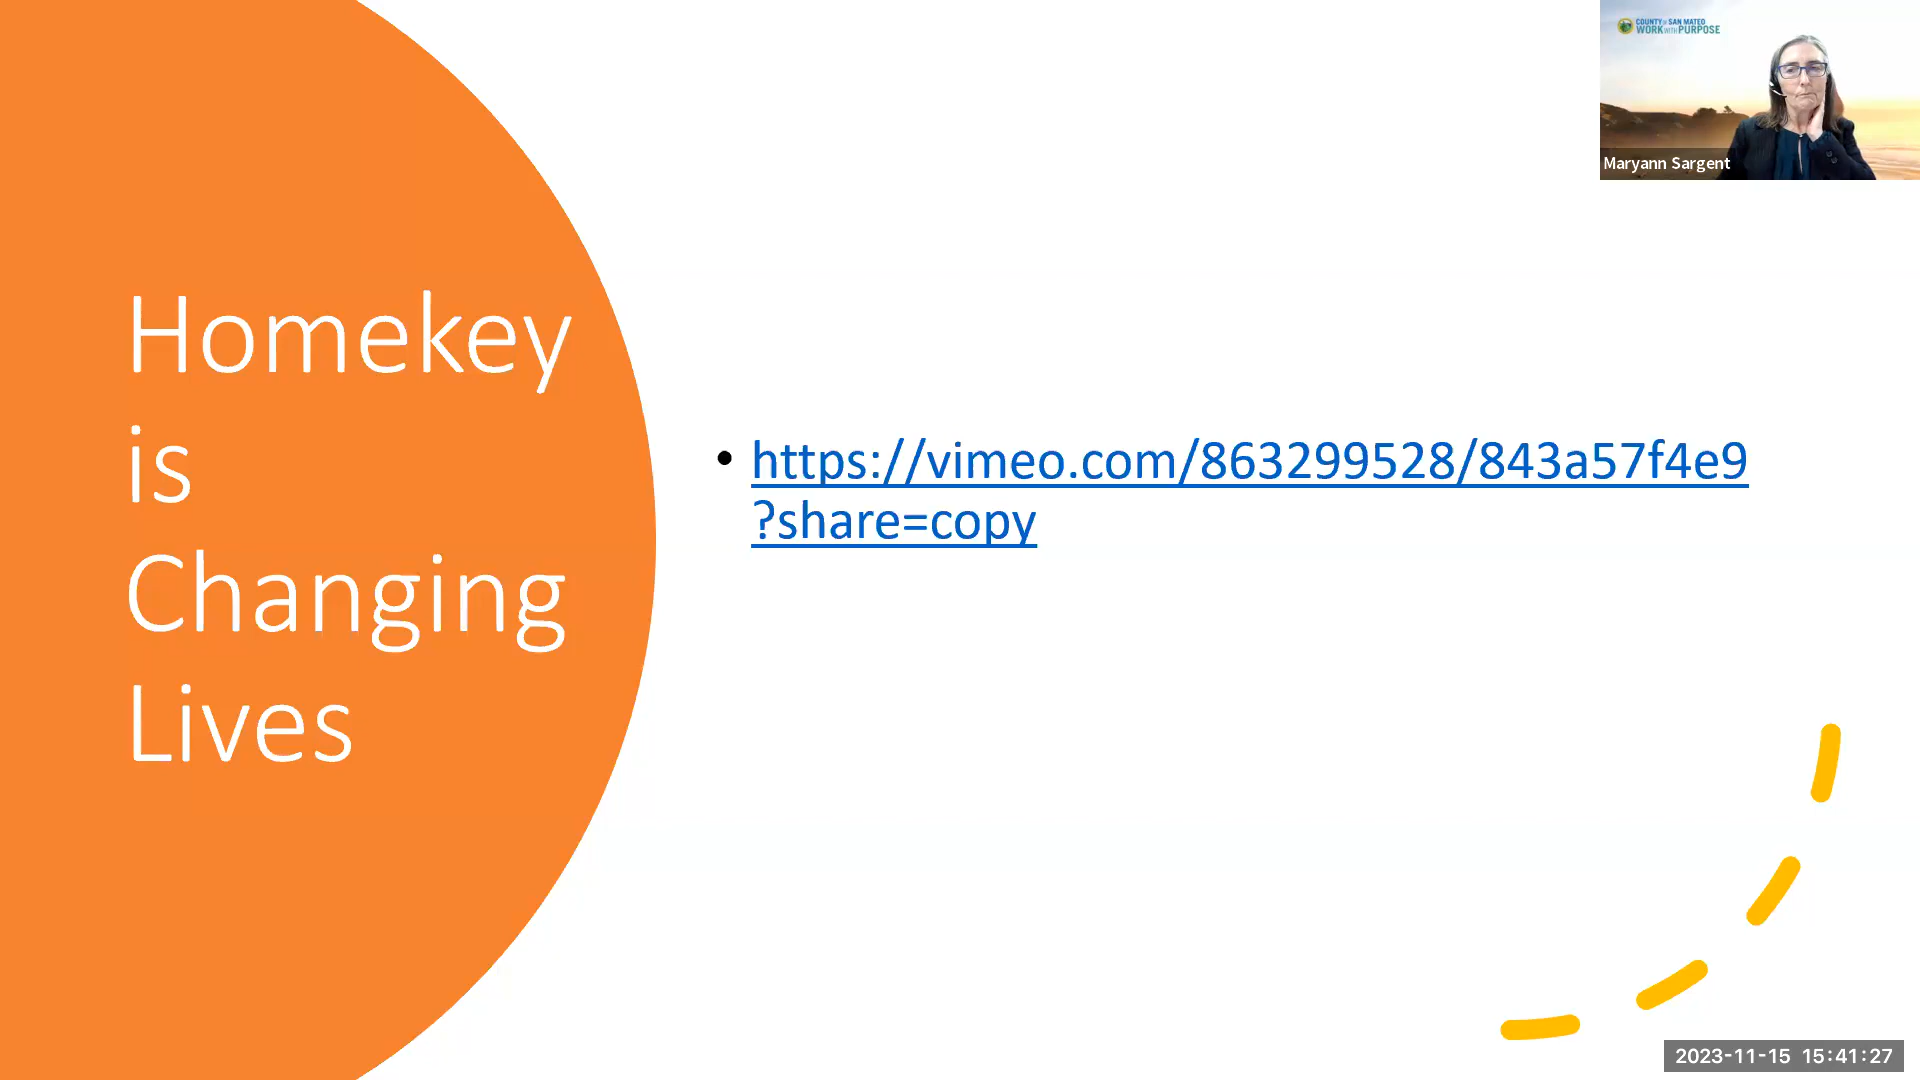 COUNTY OF SAN MATEO
WORK WITH PURPOSE
Maryann Sargent
Homekey
is
Changing
Lives
• https://vimeo.com/863299528/843a57f4e9
?share=copy
2023-11-15 15:41:27